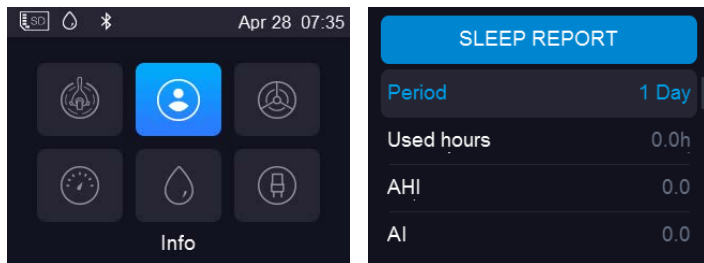 SD
Apr 28 07:35
Info
SLEEP REPORT
Period 1 Day
Used hours 0.0h
AHI 0.0
AI 0.0